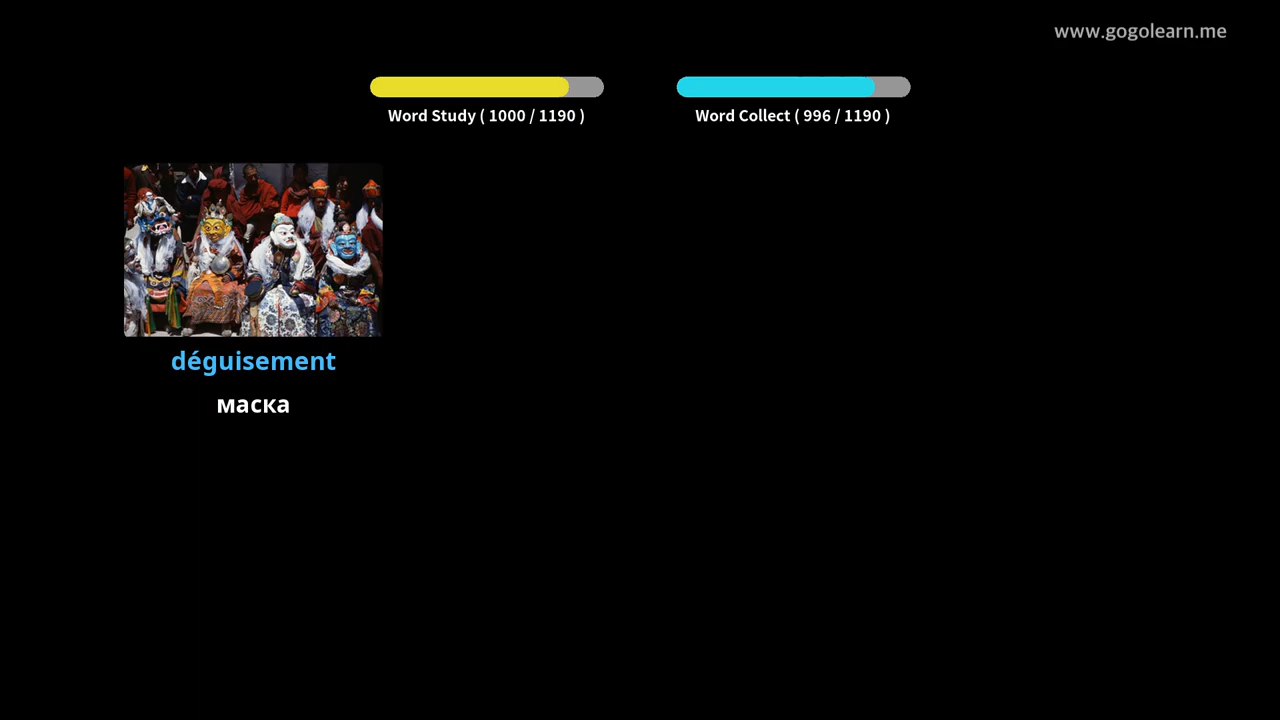 www.gogolearn.me
Word Study ( 1000 / 1190 )
Word Collect ( 996 / 1190 )
déguisement
маска